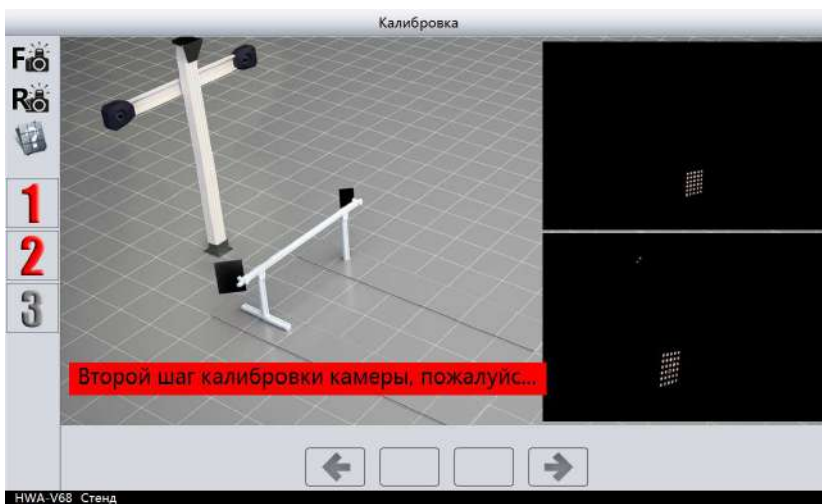 Калибровка
F
R
1
2
3
Второй шаг калибровки камеры, пожалуйс...
HWA-V68 Стенд